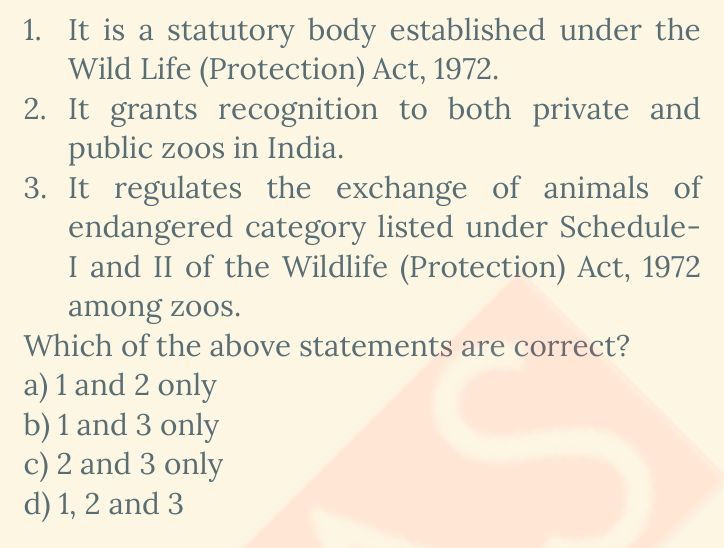 1. It is a statutory body established under the
Wild Life (Protection) Act, 1972.
2. It grants recognition to both private and
public zoos in India.
3. It regulates the exchange of animals of
endangered category listed under Schedule-
I and II of the Wildlife (Protection) Act, 1972
among zoos.
Which of the above statements are correct?
a) 1 and 2 only
b) 1 and 3 only
c) 2 and 3 only
d) 1, 2 and 3